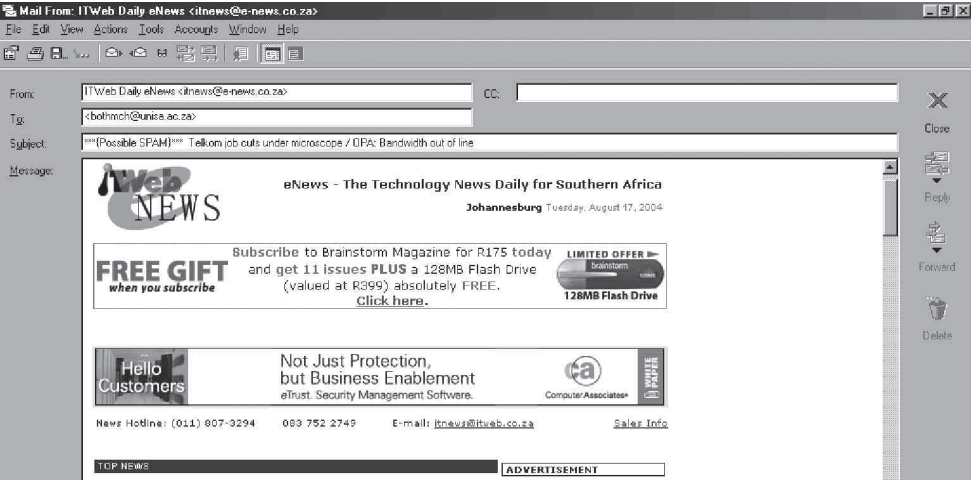 Mail From: ITWeb Daily eNews <itnews@e-news.co.za>
File Edit View Actions Tools Accounts Window Help
From: ITWeb Daily eNews <itnews@e-news.co.za> CC:
To: <bothmch@unisa.ac.za>
Subject: ***{Possible SPAM}*** Telkom job cuts under microscope / OPA: Bandwidth out of line
Message:
Close
Reply
Forward
Delete
ITWeb
NEWS
eNews - The Technology News Daily for Southern Africa
Johannesburg Tuesday, August 17, 2004
FREE GIFT
when you subscribe
Subscribe to Brainstorm Magazine for R175 today
and get 11 issues PLUS a 128MB Flash Drive
(valued at R399) absolutely FREE.
Click here.
LIMITED OFFER
brainstorm
128MB Flash Drive
Hello
Customers
Not Just Protection,
but Business Enablement
eTrust. Security Management Software.
ca
Computer Associates
WHITE
PAPER
News Hotline: (011) 807-3294 083 752 2749 E-mail: itnews@itweb.co.za Sales Info
TOP NEWS
ADVERTISEMENT